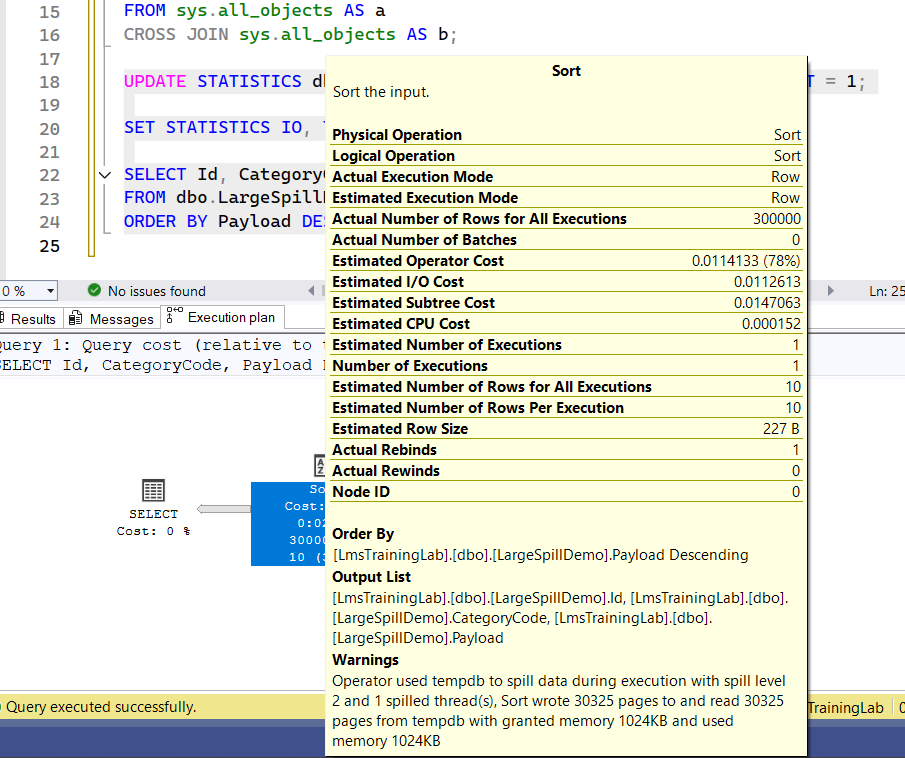 15 FROM sys.all_objects AS a
16 CROSS JOIN sys.all_objects AS b;
17
18 UPDATE STATISTICS = 1;
19
20 SET STATISTICS IO,
21
22 SELECT Id,
23 FROM
24 ORDER BY Payload
25
Sort
Sort the input.
Physical Operation Sort
Logical Operation Sort
Actual Execution Mode Row
Estimated Execution Mode Row
Actual Number of Rows for All Executions 300000
Actual Number of Batches 0
Estimated Operator Cost 0.0114133 (78%)
Estimated I/O Cost 0.0112613
Estimated Subtree Cost 0.0147063
Estimated CPU Cost 0.000152
Estimated Number of Executions 1
Number of Executions 1
Estimated Number of Rows for All Executions 10
Estimated Number of Rows Per Execution 10
Estimated Row Size 227 B
Actual Rebinds 1
Actual Rewinds 0
Node ID 0
Order By
[LmsTrainingLab].[dbo].[LargeSpillDemo].Payload Descending
Output List
[LmsTrainingLab].[dbo].[LargeSpillDemo].Id, [LmsTrainingLab].[dbo].
[LargeSpillDemo].CategoryCode, [LmsTrainingLab].[dbo].
[LargeSpillDemo].Payload
Warnings
Operator used tempdb to spill data during execution with spill level
2 and 1 spilled thread(s), Sort wrote 30325 pages to and read 30325
pages from tempdb with granted memory 1024KB and used
memory 1024KB
No issues found
Results Messages Execution plan
1: Query cost (relative to
Id, CategoryCode, Payload
SELECT
Cost: 0 %
Cost:
Query executed successfully.